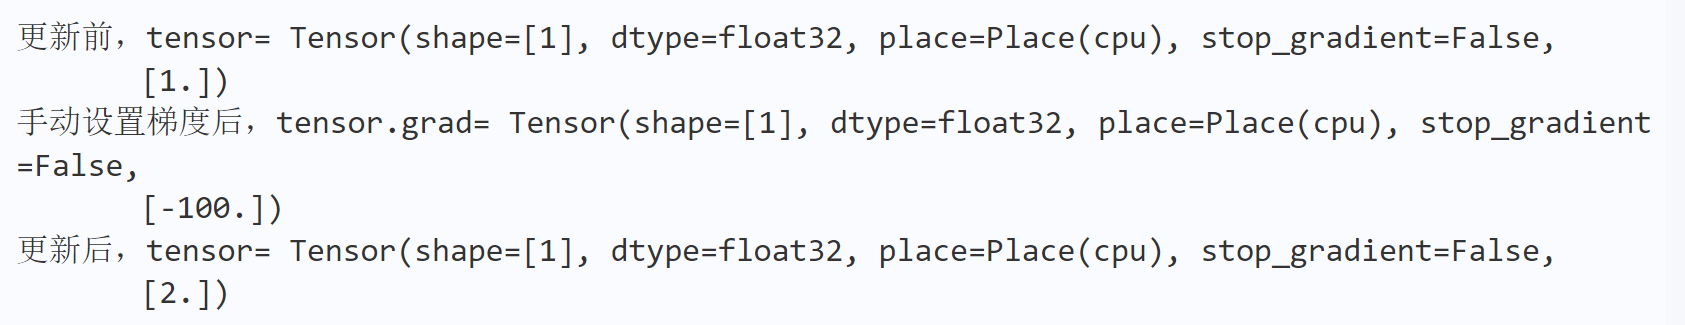 更新前，tensor= Tensor(shape=[1], dtype=float32, place=Place(cpu), stop_gradient=False,
[1.])
手动设置梯度后，tensor.grad= Tensor(shape=[1], dtype=float32, place=Place(cpu), stop_gradient
=False,
[-100.])
更新后，tensor= Tensor(shape=[1], dtype=float32, place=Place(cpu), stop_gradient=False,
[2.])